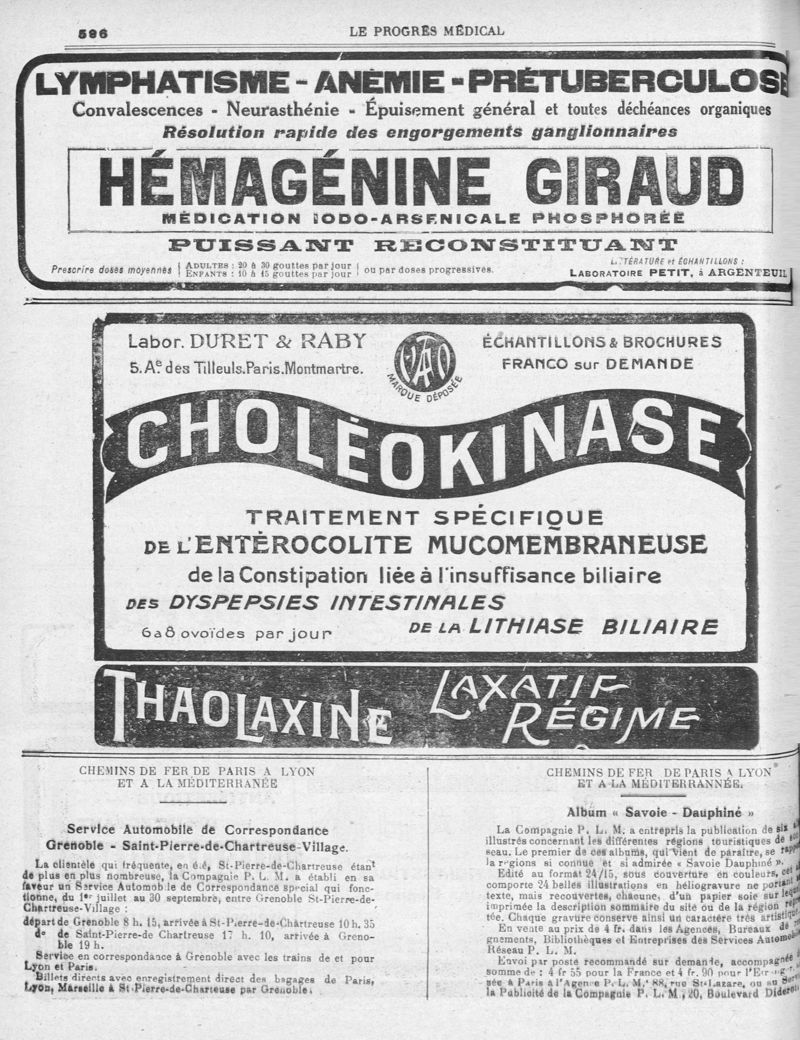 596
LE PROGRÈS MÉDICAL
LYMPHATISME - ANÉMIE - PRÉTUBERCULOSE
Convalescences - Neurasthénie - Épuisement général et toutes déchéances organiques
Résolution rapide des engorgements ganglionnaires
HÉMAGÉNINE GIRAUD
MÉDICATION IODO-ARSENICALE PHOSPHORÉE
PUISSANT RECONSTITUANT
Prescrire doses moyennes
ADULTES : 20 à 30 gouttes par jour
ENFANTS : 10 à 15 gouttes par jour
ou par doses progressives.
LITTÉRATURE et ÉCHANTILLONS :
LABORATOIRE PETIT, à ARGENTEUIL
Labor. DURET & RABY
5. Ae des Tilleuls. Paris. Montmartre.
MARQUE DÉPOSÉE
ÉCHANTILLONS & BROCHURES
FRANCO sur DEMANDE
CHOLÉOKINASE
TRAITEMENT SPÉCIFIQUE
DE L'ENTÉROCOLITE MUCOMEMBRANEUSE
de la Constipation liée à l'insuffisance biliaire
DES DYSPEPSIES INTESTINALES
6 a 8 ovoïdes par jour
DE LA LITHIASE BILIAIRE
THAOLAXINE
LAXATIF
RÉGIME
CHEMINS DE FER DE PARIS A LYON
ET A LA MÉDITERRANÉE
Service Automobile de Correspondance
Grenoble - Saint-Pierre-de-Chartreuse-Village.
La clientèle qui fréquente, en é.é, St-Pierre-de-Chartreuse étant
de plus en plus nombreuse, la Compagnie P. L. M. a établi en sa
faveur un Service Automobile de Correspondance special qui fonc-
tionne, du 1er juillet au 30 septembre, entre Grenoble St-Pierre-de-
Chartreuse-Village :
départ de Grenoble 8 h. 15, arrivée à St-Pierre-de-Chartreuse 10 h. 35
do de Saint-Pierre-de Chartreuse 17 h. 10, arrivée à Greno-
ble 19 h.
Service en correspondance à Grenoble avec les trains de et pour
Lyon et Paris.
Billets directs avec enregistrement direct des bagages de Paris,
Lyon, Marseille à St-Pierre-de-Charteuse par Grenoble.
CHEMINS DE FER DE PARIS A LYON
ET A LA MÉDITERRANNÉE.
Album « Savoie - Dauphiné »
La Compagnie P. L. M. a entrepris la publication de six
illustrés concernant les différentes régions touristiques de
seau. Le premier de ces albums, qui vient de paraître, se
la régions si connue et si admirée « Savoie Dauphiné ».
Edité au format 24/15, sous couverture en couleurs, cet
comporte 24 belles illustrations en héliogravure ne portant
texte, mais recouvertes, chacune, d'un papier soie sur
imprimée la description sommaire du site ou de la région
tée. Chaque gravure conserve ainsi un caractère très
En vente au prix de 4 fr. dans les Agences, Bureaux de
gnements, Bibliothèques et Entreprises des Services
Réseau P. L. M.
Envoi par poste recommandé sur demande, accompagnée
somme de : 4 fr 55 pour la France et 4 fr. 90 pour
sée à Paris à l'Agence P. L. M. 88, rue St-Lazare, ou au
la Publicité de la Compagnie P. L. M., 20, Boulevard